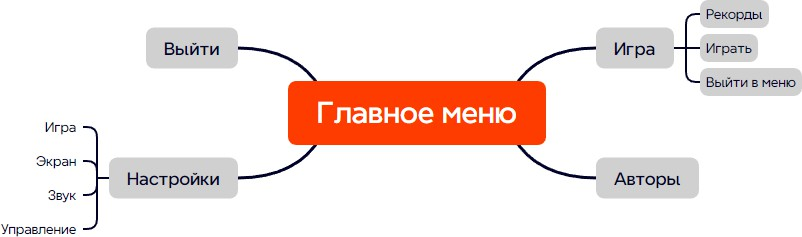 Главное меню
Выйти
Игра
Рекорды
Играть
Выйти в меню
Настройки
Игра
Экран
Звук
Управление
Авторы